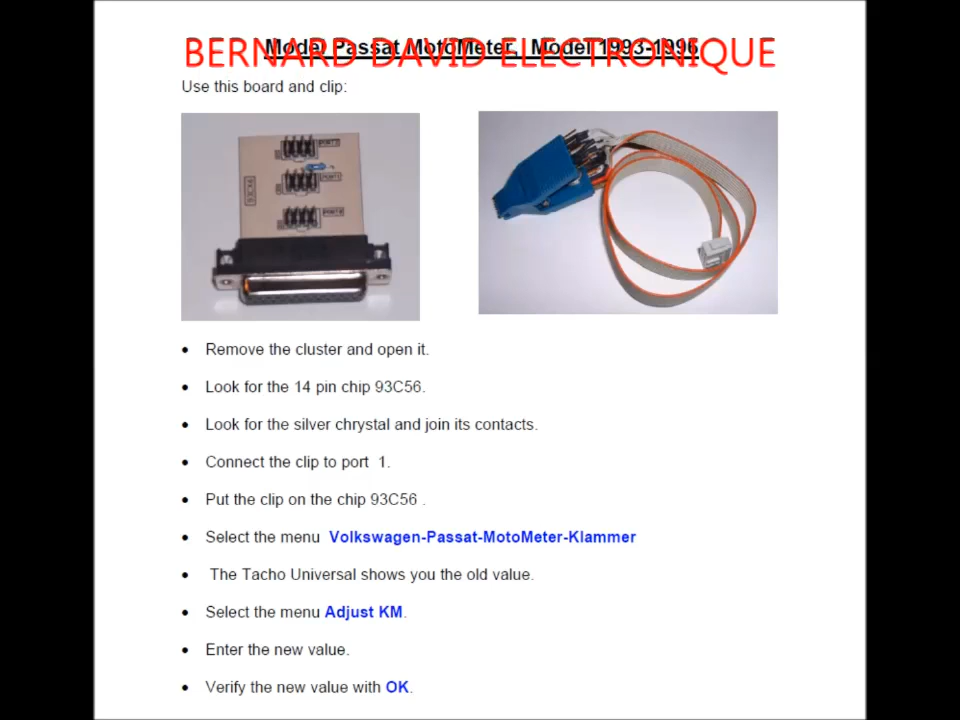 Model Passat MotoMeter, Model 1993-1996
BERNARD DAVID ELECTRONIQUE
Use this board and clip:
93CX6
● Remove the cluster and open it.
● Look for the 14 pin chip 93C56.
● Look for the silver chrystal and join its contacts.
● Connect the clip to port 1.
● Put the clip on the chip 93C56 .
● Select the menu Volkswagen-Passat-MotoMeter-Klammer
● The Tacho Universal shows you the old value.
● Select the menu Adjust KM.
● Enter the new value.
● Verify the new value with OK.